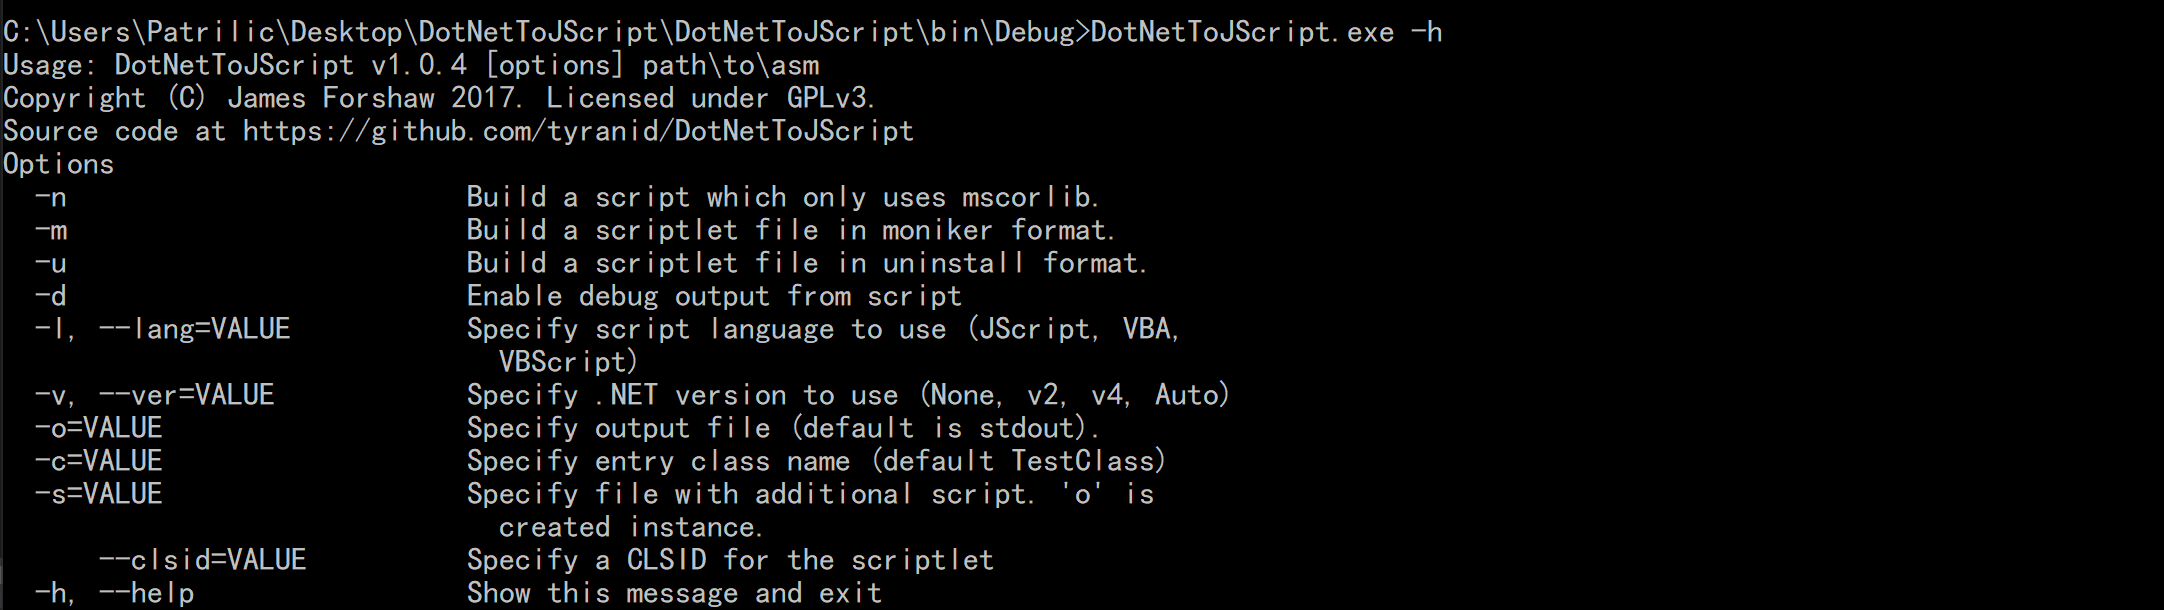 C:\Users\Patrilic\Desktop\DotNetToJScript\DotNetToJScript\bin\Debug>DotNetToJScript.exe -h
Usage: DotNetToJScript v1.0.4 [options] path\to\asm
Copyright (C) James Forshaw 2017. Licensed under GPLv3.
Source code at https://github.com/tyranid/DotNetToJScript
Options
  -n                         Build a script which only uses mscorlib.
  -m                         Build a scriptlet file in moniker format.
  -u                         Build a scriptlet file in uninstall format.
  -d                         Enable debug output from script
  -l, --lang=VALUE           Specify script language to use (JScript, VBA,
                               VBScript)
  -v, --ver=VALUE            Specify .NET version to use (None, v2, v4, Auto)
  -o=VALUE                   Specify output file (default is stdout).
  -c=VALUE                   Specify entry class name (default TestClass)
  -s=VALUE                   Specify file with additional script. 'o' is
                               created instance.
      --clsid=VALUE          Specify a CLSID for the scriptlet
  -h, --help                 Show this message and exit